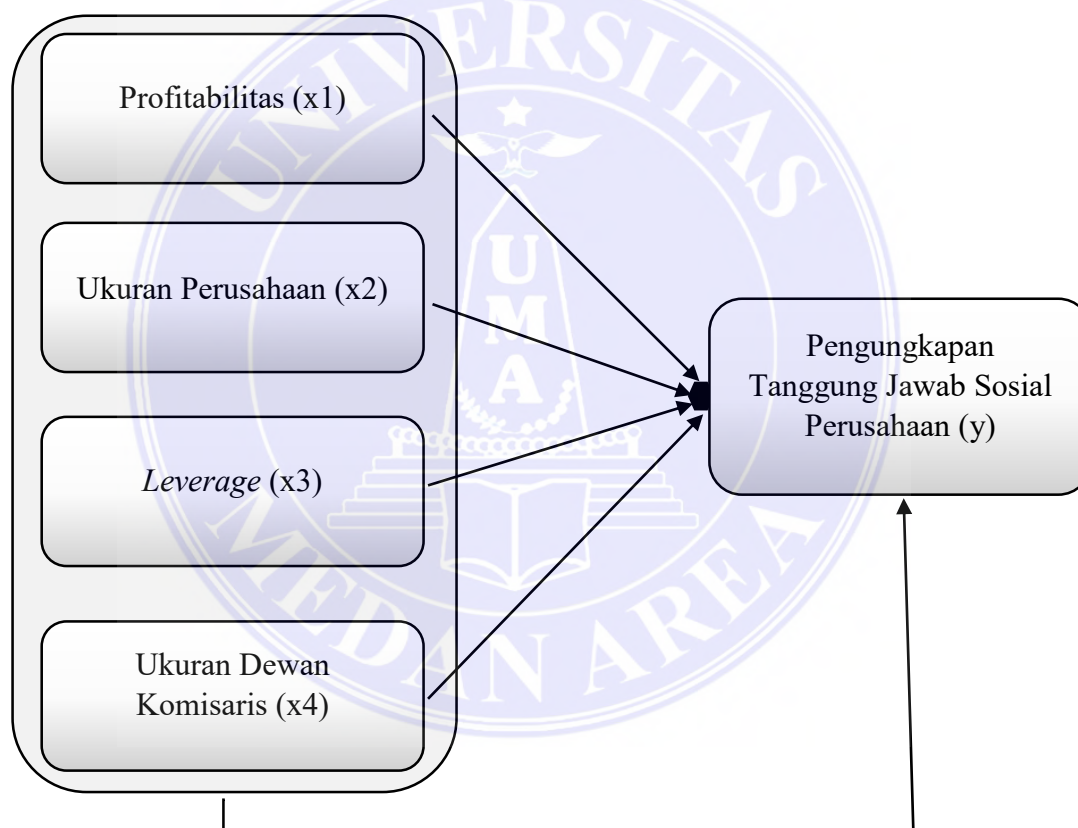 UNIVERSITAS
Profitabilitas (x1)
UMA
Ukuran Perusahaan (x2)
Pengungkapan
Tanggung Jawab Sosial
Perusahaan (y)
Leverage (x3)
Ukuran Dewan
Komisaris (x4)
MEDAN AREA